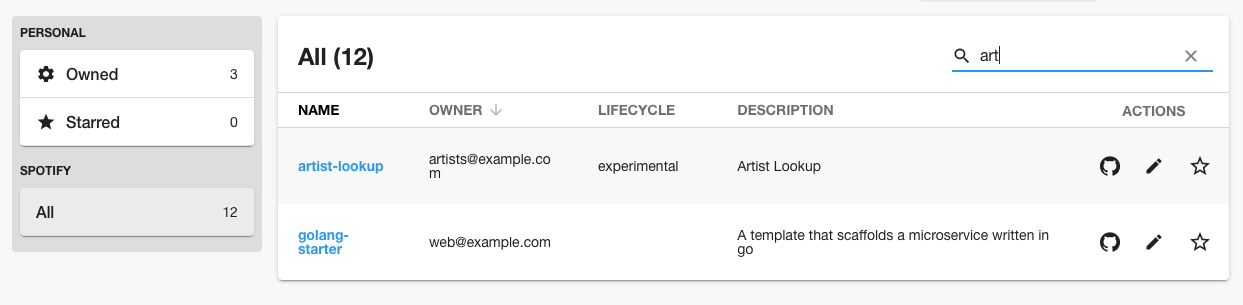 PERSONAL
Owned 3
Starred 0
SPOTIFY
All 12
All (12)
art
NAME OWNER LIFECYCLE DESCRIPTION ACTIONS
artist-lookup artists@example.co experimental Artist Lookup
m
golang- web@example.com A template that scaffolds a microservice written in
starter go